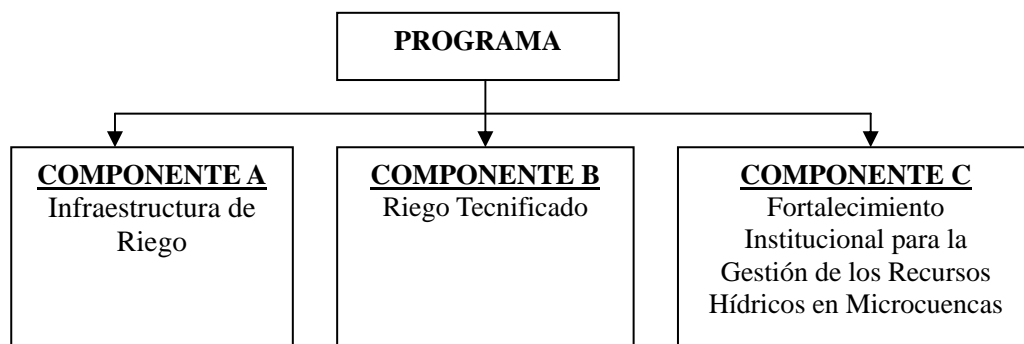 PROGRAMA
COMPONENTE A
Infraestructura de
Riego
COMPONENTE B
Riego Tecnificado
COMPONENTE C
Fortalecimiento
Institucional para la
Gestión de los Recursos
Hídricos en Microcuencas